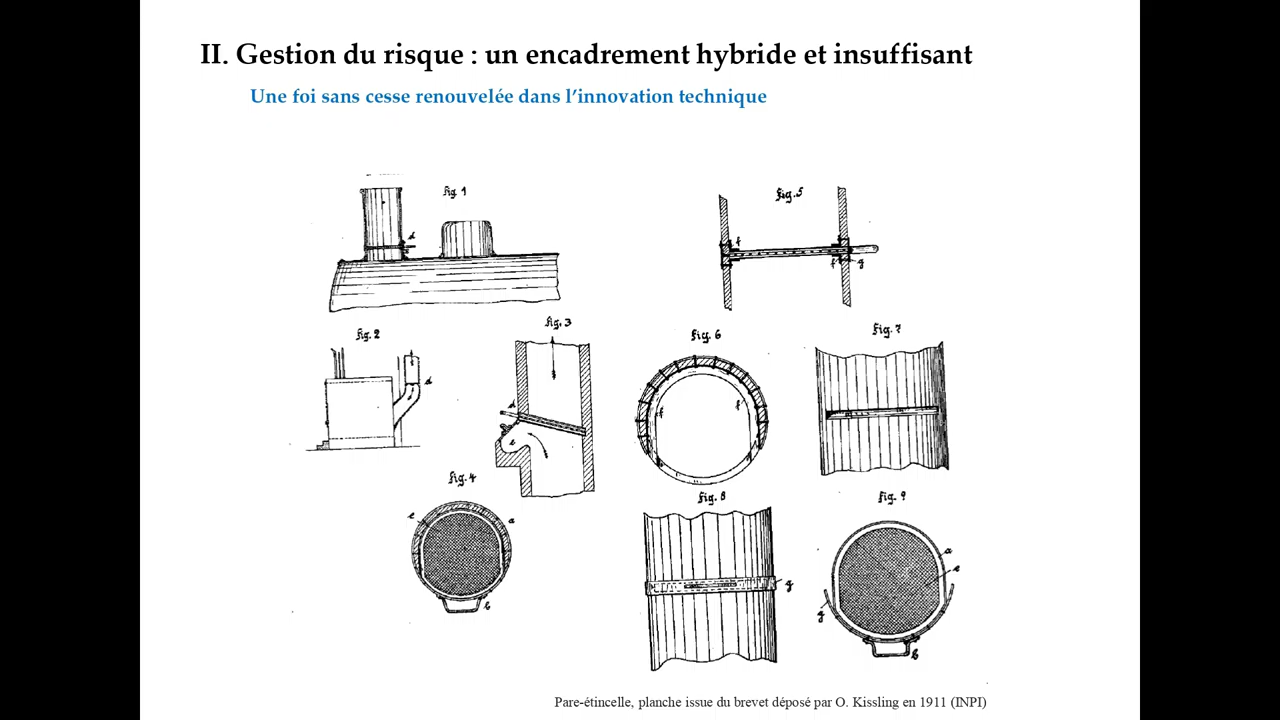 II. Gestion du risque : un encadrement hybride et insuffisant
Une foi sans cesse renouvelée dans l’innovation technique
fig. 1
fig. 5
d
f
f
g
fig. 2
fig. 3
fig. 6
fig. 7
d
d
f
f
fig. 4
fig. 8
fig. 9
e
a
b
g
a
e
g
b
Pare-étincelle, planche issue du brevet déposé par O. Kissling en 1911 (INPI)